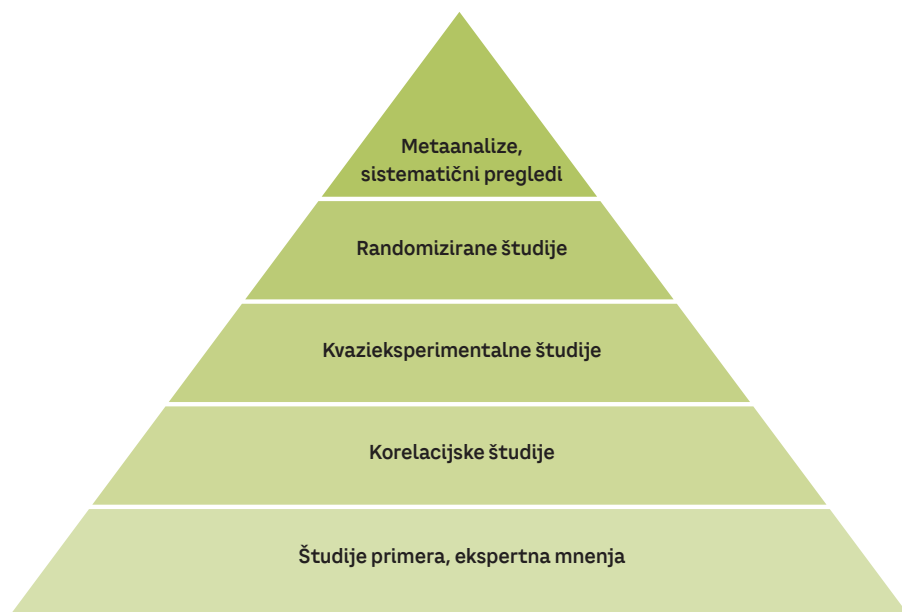 Metaanalize,
sistematični pregledi
Randomizirane študije
Kvazieksperimentalne študije
Korelacijske študije
Študije primera, ekspertna mnenja